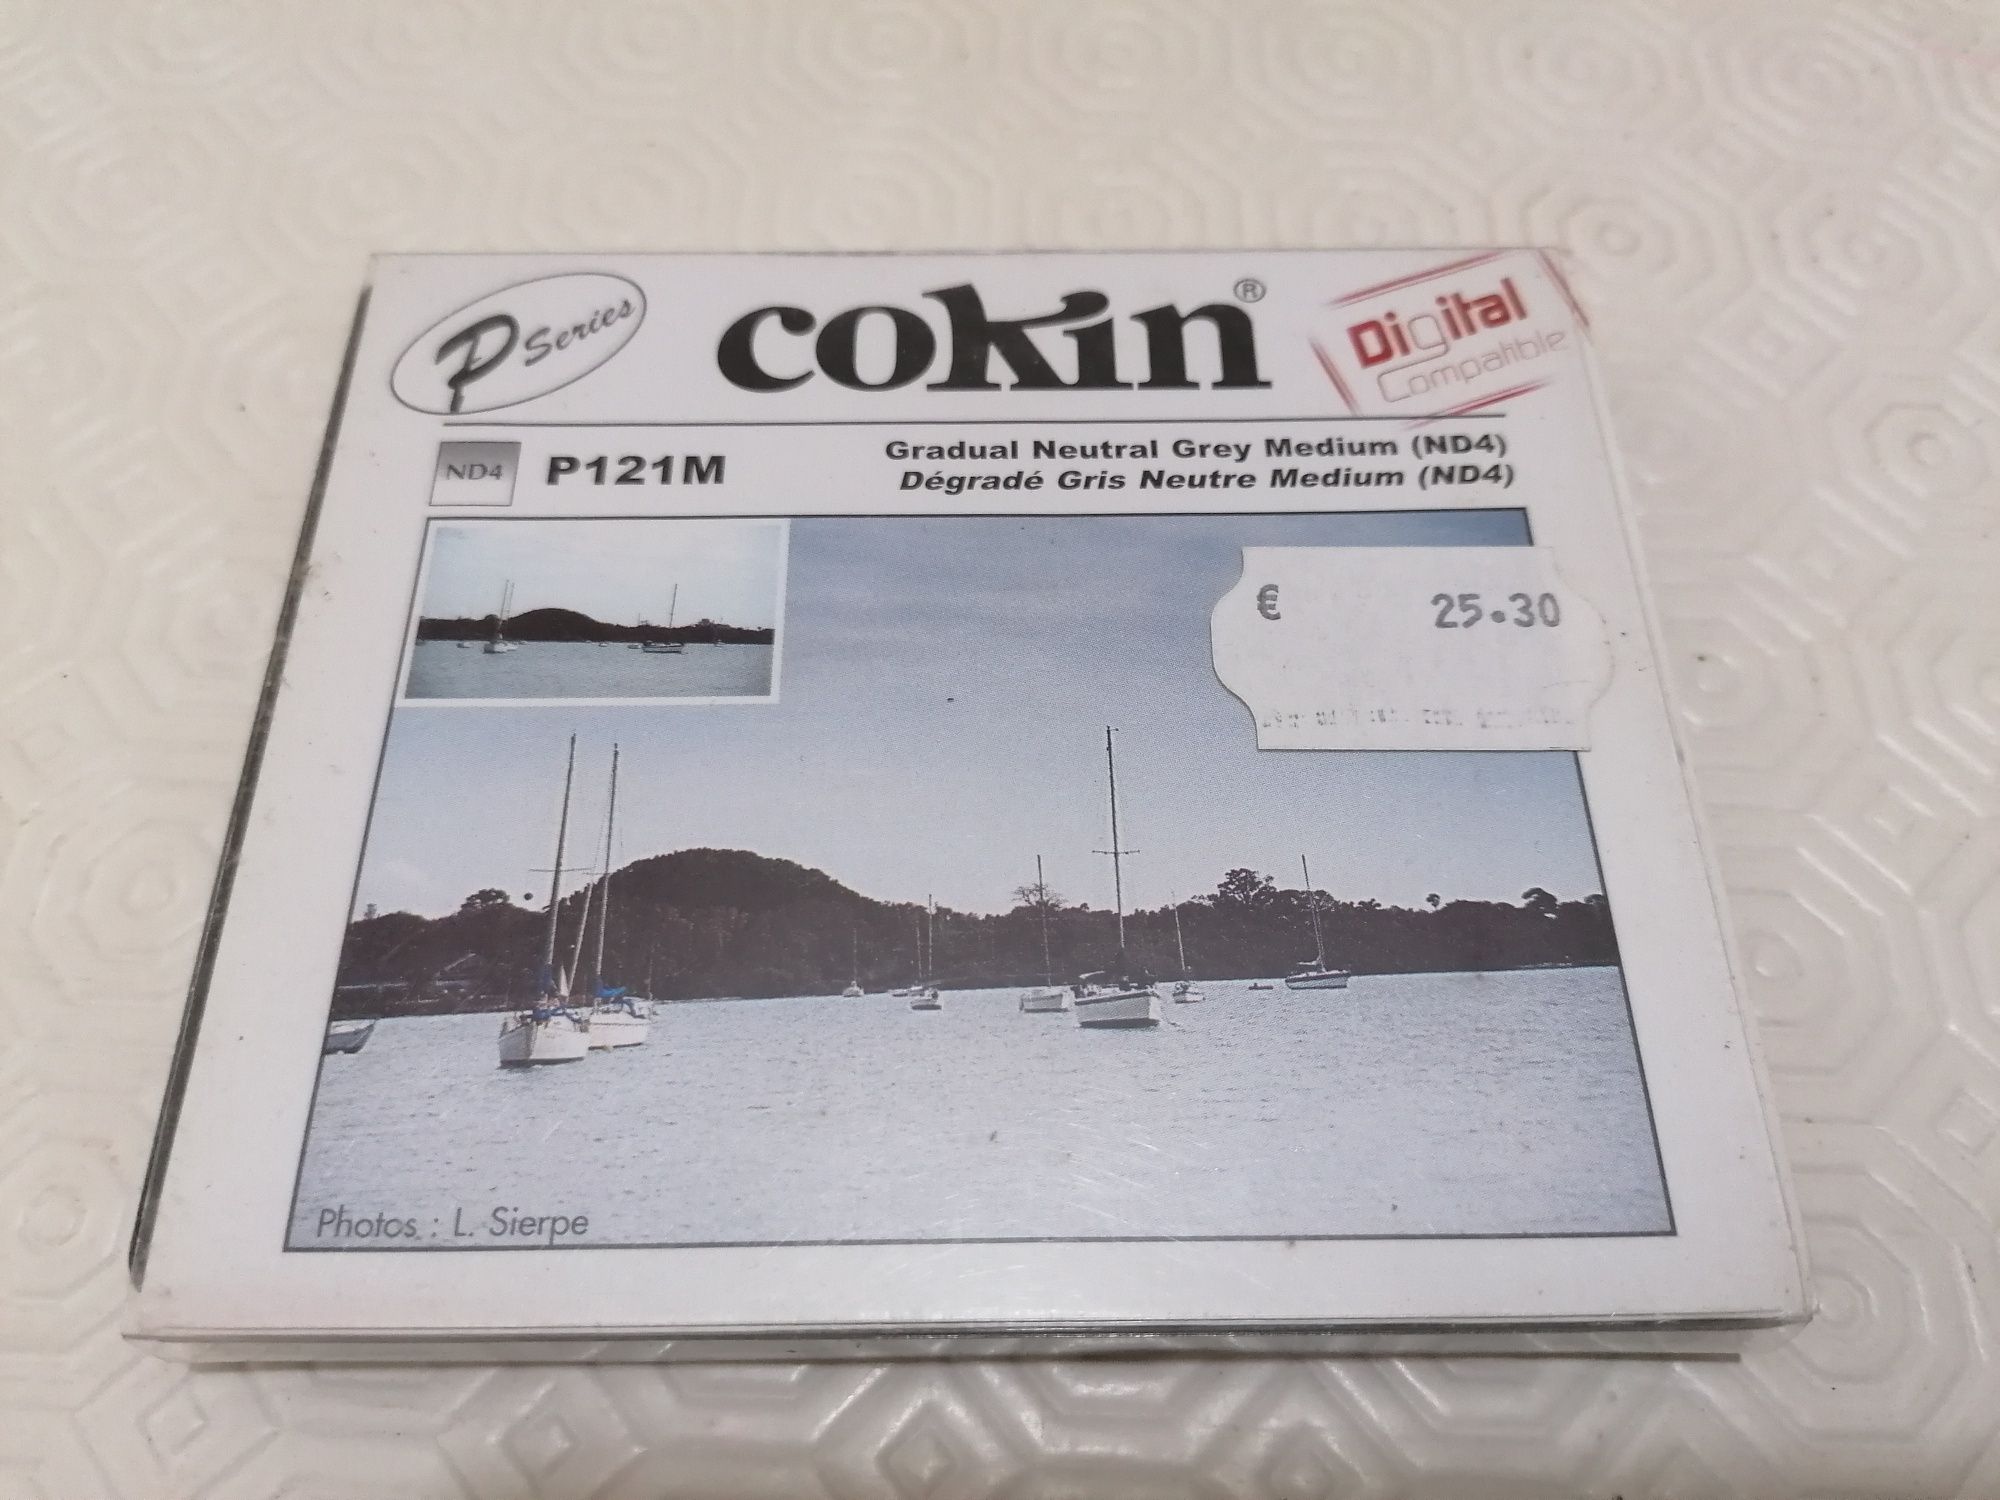 P Series
cokin®
Digital
Compatible
ND4
P121M
Gradual Neutral Grey Medium (ND4)
Dégradé Gris Neutre Medium (ND4)
€ 25.30
Photos : L. Sierpe